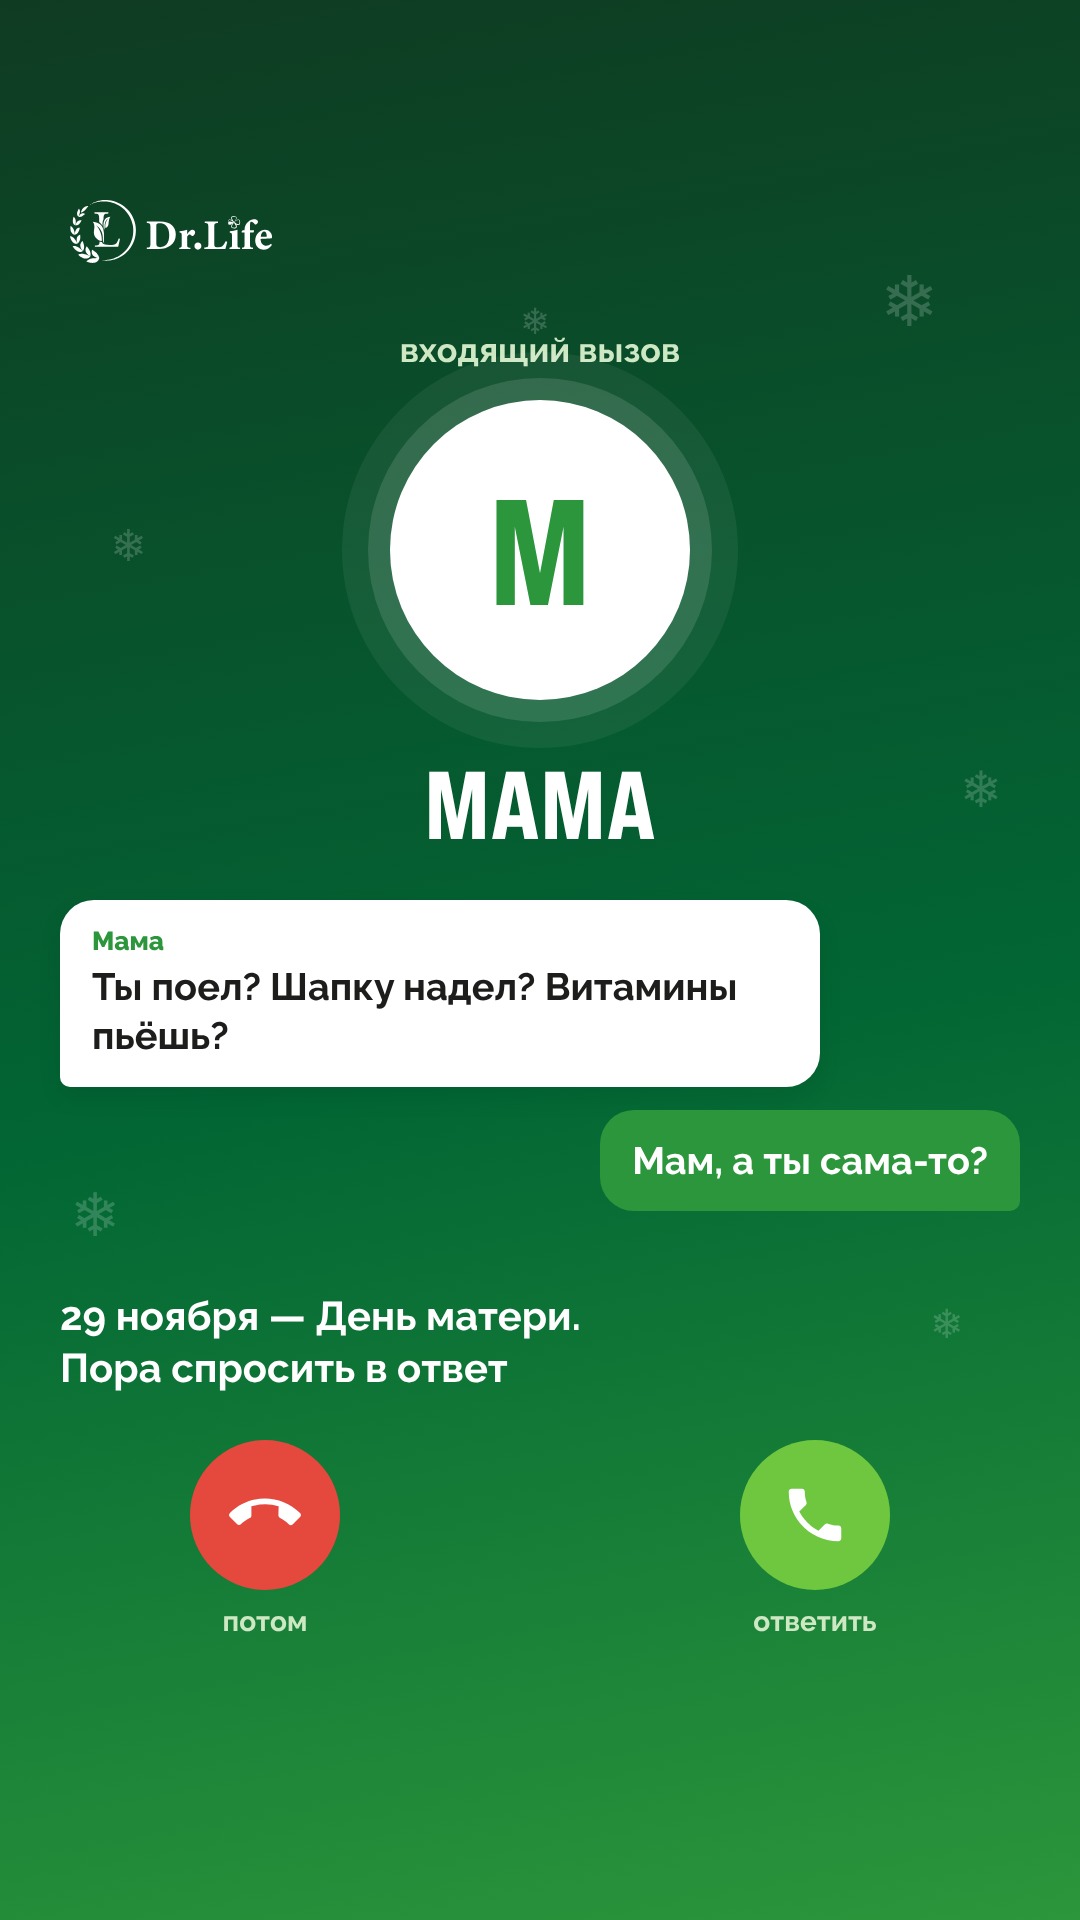 Dr.Life
входящий вызов
М
МАМА
Мама
Ты поел? Шапку надел? Витамины
пьёшь?
Мам, а ты сама-то?
29 ноября — День матери.
Пора спросить в ответ
потом
ответить